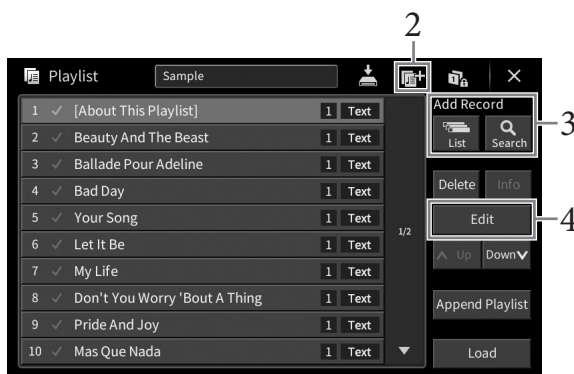 2
Playlist Sample
1 [About This Playlist] 1 Text
2 Beauty And The Beast 1 Text
3 Ballade Pour Adeline 1 Text
4 Bad Day 1 Text
5 Your Song 1 Text
6 Let It Be 1 Text
7 My Life 1 Text
8 Don't You Worry 'Bout A Thing 1 Text
9 Pride And Joy 1 Text
10 Mas Que Nada 1 Text
1/2
Add Record
List Search
3
Delete Info
Edit
4
Up Down
Append Playlist
Load